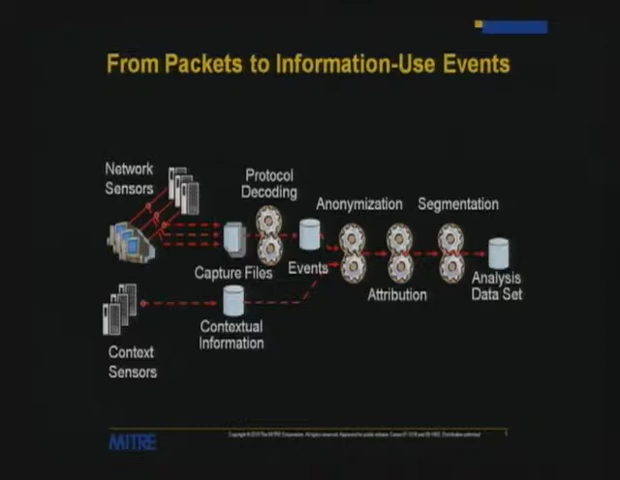 From Packets to Information-Use Events
Network
Sensors
Protocol
Decoding
Anonymization
Segmentation
Capture Files
Events
Attribution
Analysis
Data Set
Contextual
Information
Context
Sensors
MITRE